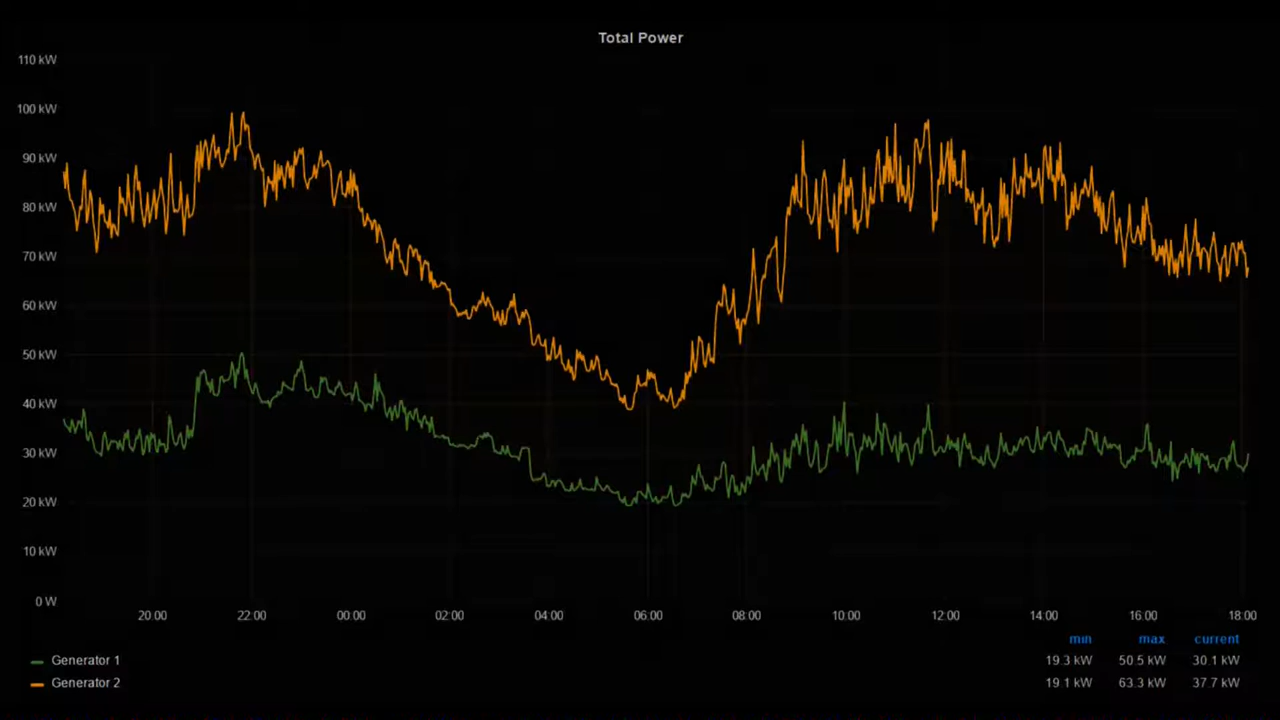 Total Power
110 kW
100 kW
90 kW
80 kW
70 kW
60 kW
50 kW
40 kW
30 kW
20 kW
10 kW
0 W
20:00 22:00 00:00 02:00 04:00 06:00 08:00 10:00 12:00 14:00 16:00 18:00
min max current
Generator 1 19.3 kW 50.5 kW 30.1 kW
Generator 2 19.1 kW 63.3 kW 37.7 kW